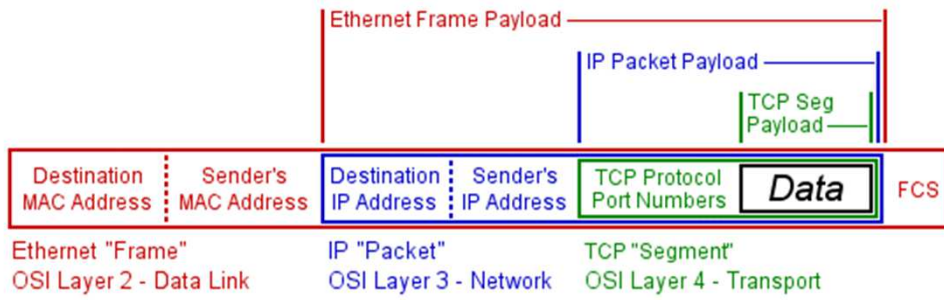 Ethernet Frame Payload
IP Packet Payload
TCP Seg
Payload
Destination
MAC Address
Sender's
MAC Address
Destination
IP Address
Sender's
IP Address
TCP Protocol
Port Numbers
Data
FCS
Ethernet "Frame"
OSI Layer 2 - Data Link
IP "Packet"
OSI Layer 3 - Network
TCP "Segment"
OSI Layer 4 - Transport